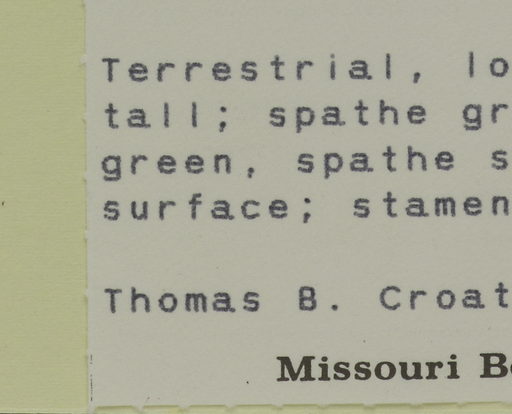 Terrestrial, lo
tall; spathe gr
green, spathe s
surface; stamen
Thomas B. Croat
Missouri B